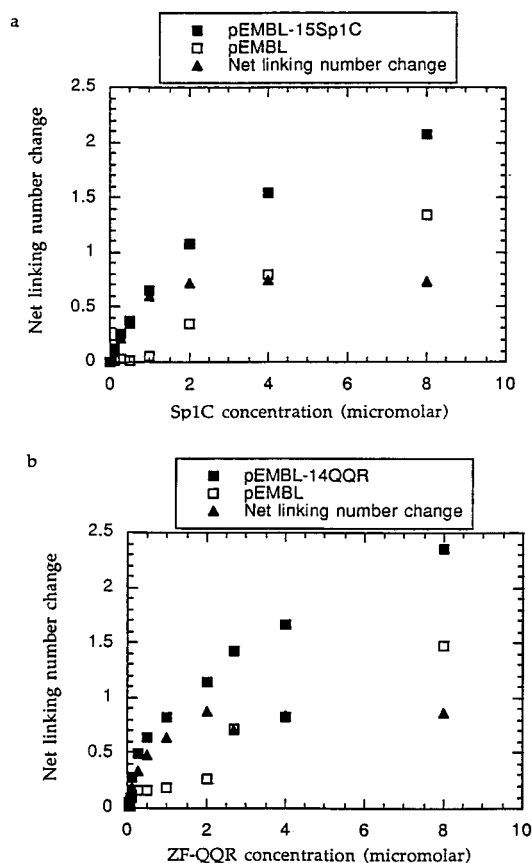 a
pEMBL-15Sp1C
pEMBL
Net linking number change
Net linking number change
2.5
2
1.5
1
0.5
0
0 2 4 6 8 10
Sp1C concentration (micromolar)
b
pEMBL-14QQR
pEMBL
Net linking number change
Net linking number change
2.5
2
1.5
1
0.5
0
0 2 4 6 8 10
ZF-QQR concentration (micromolar)